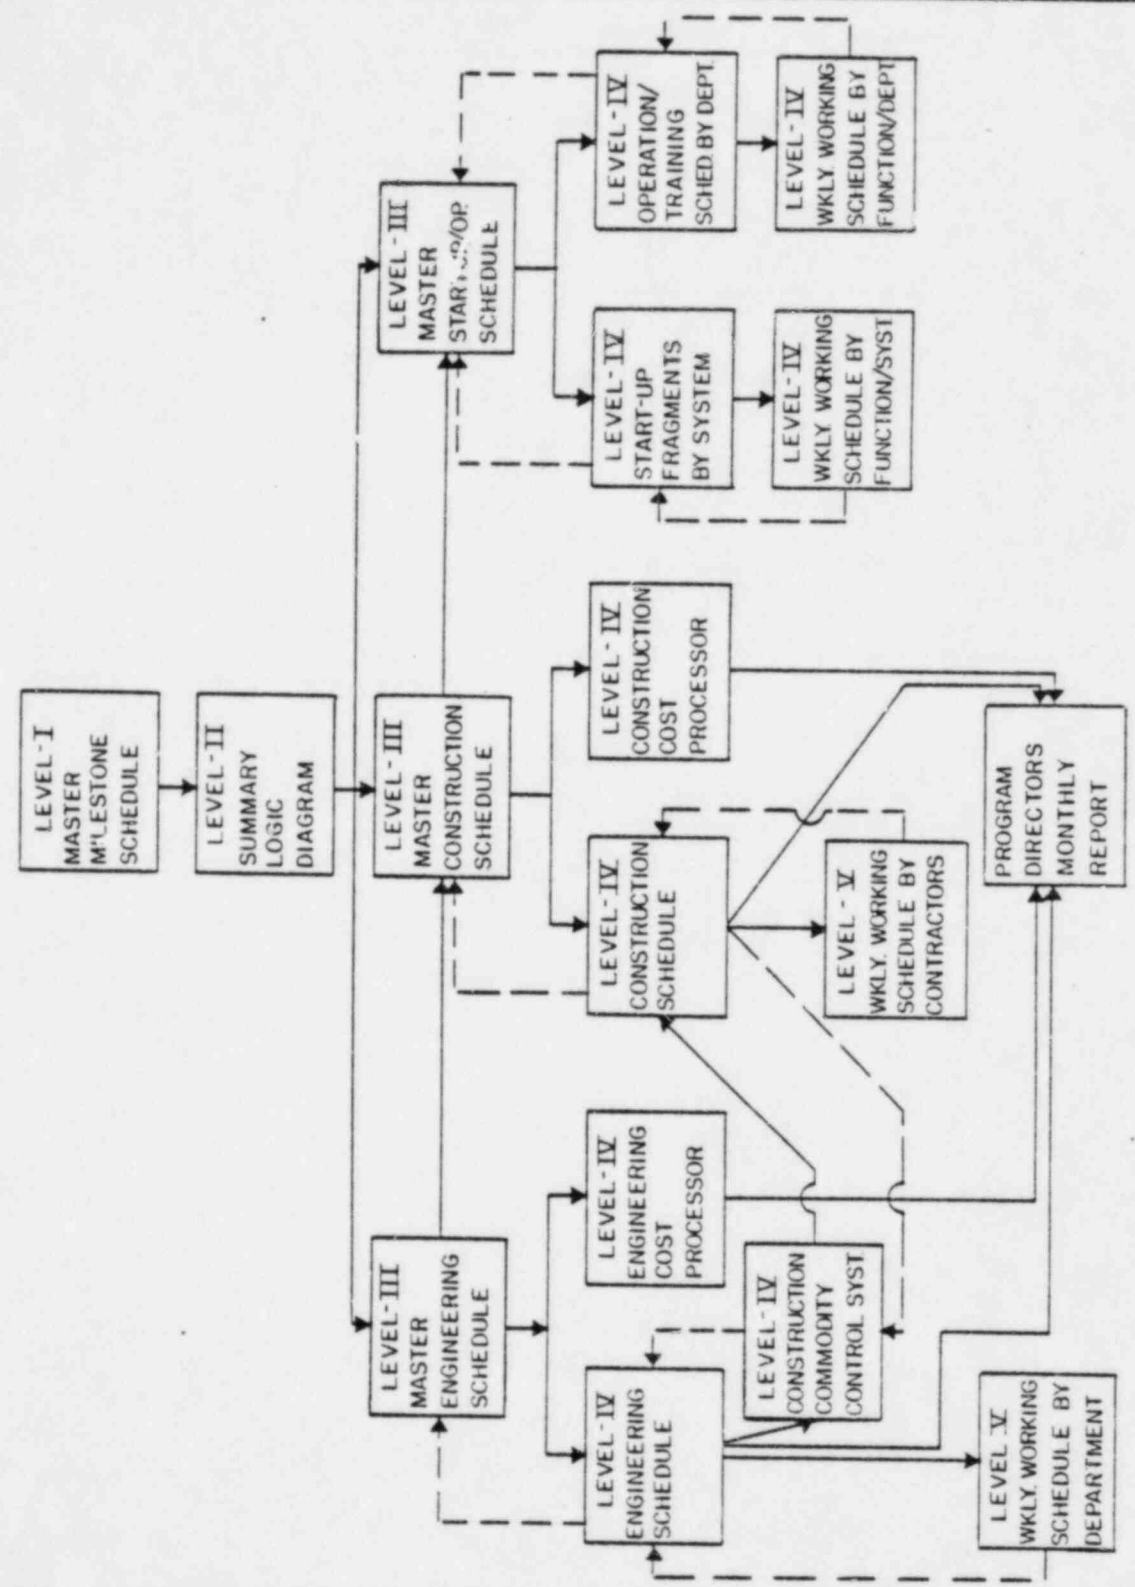 LEVEL-I
MASTER
M'LESTONE
SCHEDULE
LEVEL-II
SUMMARY
LOGIC
DIAGRAM
LEVEL-III
MASTER
ENGINEERING
SCHEDULE
LEVEL-III
MASTER
CONSTRUCTION
SCHEDULE
LEVEL-III
MASTER
SCHEDULE
LEVEL-IV
ENGINEERING
SCHEDULE
LEVEL-IV
ENGINEERING
COST
PROCESSOR
LEVEL-IV
CONSTRUCTION
SCHEDULE
LEVEL-IV
CONSTRUCTION
COST
PROCESSOR
LEVEL-IV
START-UP
FRAGMENTS
BY SYSTEM
LEVEL-IV
OPERATION/
TRAINING
SCHED.BY DEPT.
LEVEL-IV
CONSTRUCTION
COMMODITY
CONTROL SYST.
LEVEL-V
WKLY. WORKING
SCHEDULE BY
CONTRACTORS
LEVEL-IV
WKLY WORKING
SCHEDULE BY
FUNCTION/SYST.
LEVEL-IV
WKLY. WORKING
SCHEDULE BY
FUNCTION/DEPT.
LEVEL V
WKLY. WORKING
SCHEDULE BY
DEPARTMENT
PROGRAM
DIRECTORS
MONTHLY
REPORT